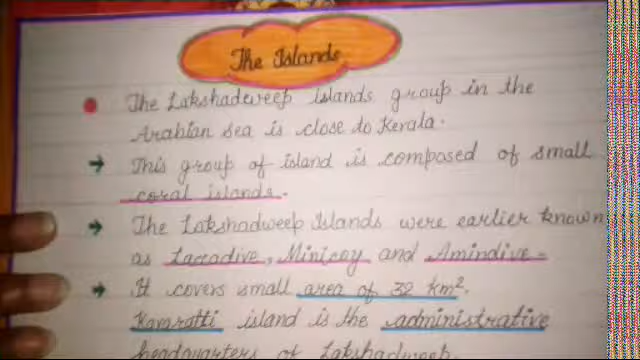 The Islands
The Lakshadweep islands group in the
Arabian Sea is close to Kerala.
This group of island is composed of small
coral islands.
The Lakshadweep Islands were earlier known
as Laccadive, Minicoy and Amindive.
It covers small area of 32 km².
Kavaratti island is the administrative
headquarters of Lakshadweep.